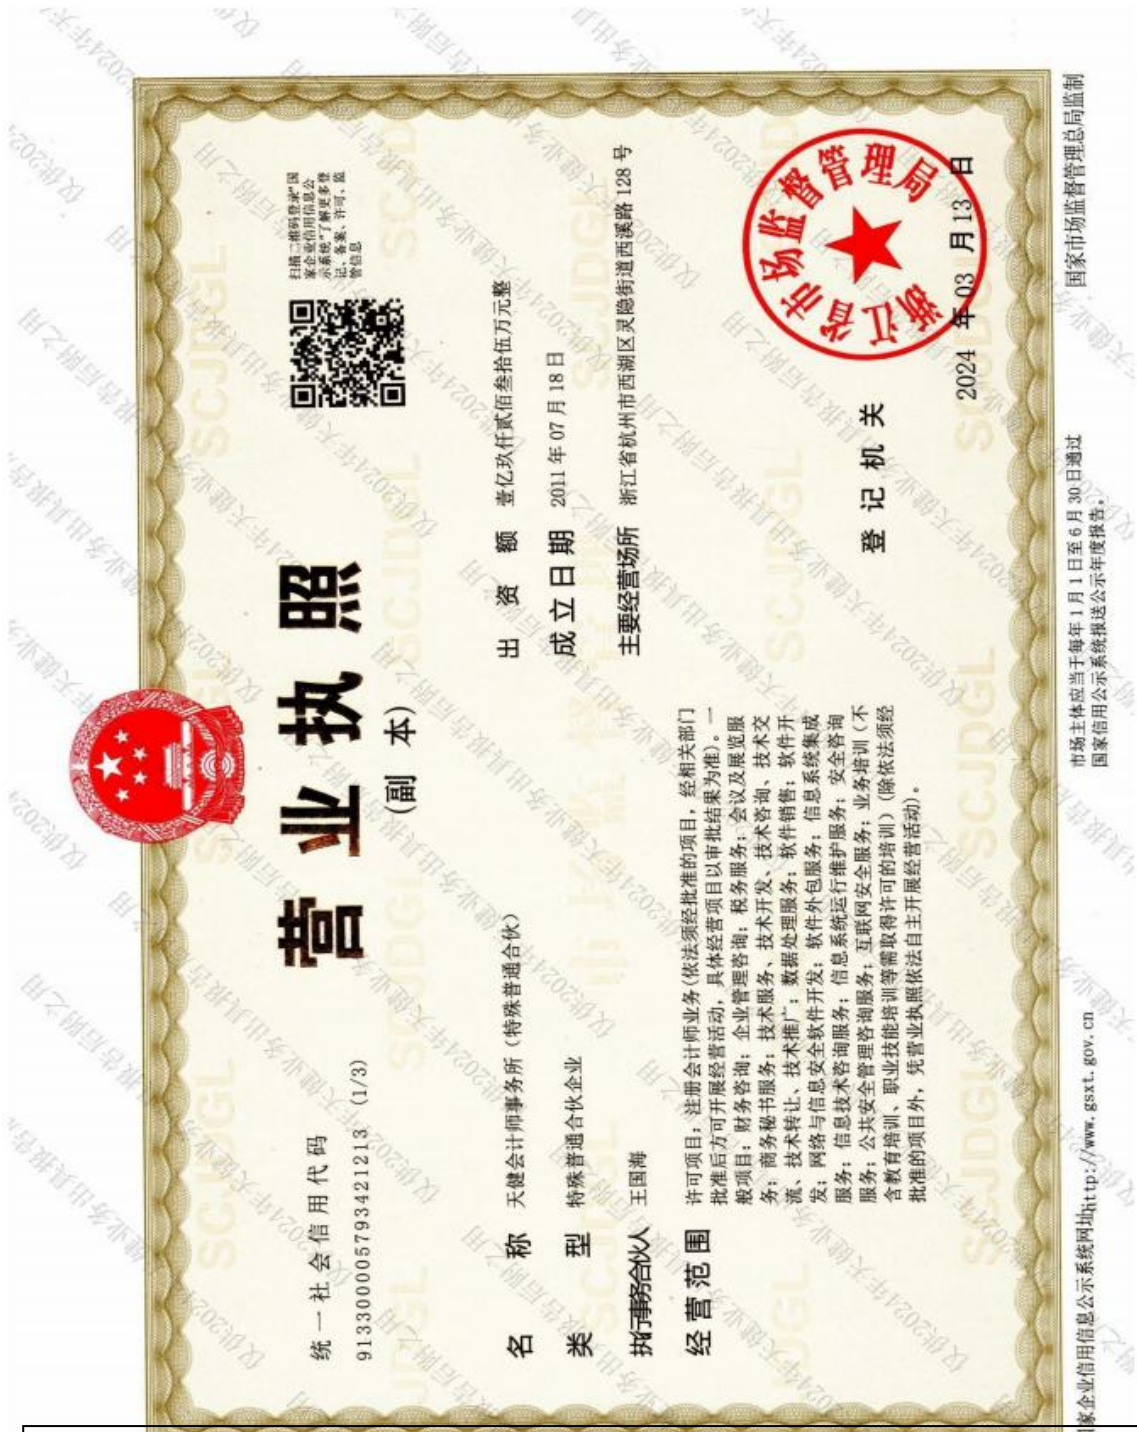 统一社会信用代码
913300005793421213 (1/3)
营业执照
(副 本)
扫描二维码登录“国
家企业信用信息公
示系统”了解更多登
记、备案、许可、监
管信息
名 称 天健会计师事务所（特殊普通合伙）
类 型 特殊普通合伙企业
执行事务合伙人 王国海
经营范围 许可项目：注册会计师业务(依法须经批准的项目，经相关部门
批准后方可开展经营活动，具体经营项目以审批结果为准)。一
般项目：财务咨询；企业管理咨询；税务服务；会议及展览服
务；商务秘书服务；技术服务、技术开发、技术咨询、技术交
流、技术转让、技术推广；数据处理服务；软件销售；软件开
发；网络与信息安全软件开发；软件外包服务；信息系统集成
服务；信息技术咨询服务；信息系统运行维护服务；安全咨询
服务；公共安全管理咨询服务；互联网安全服务；业务培训（不
含教育培训、职业技能培训等需取得许可的培训）(除依法须经
批准的项目外，凭营业执照依法自主开展经营活动)。
出 资 额 壹亿玖仟贰佰叁拾伍万元整
成立日期 2011 年 07 月 18 日
主要经营场所 浙江省杭州市西湖区灵隐街道西溪路 128 号
登记机关
浙江省市场监督管理局
2024 年 03 月 13 日
家企业信用信息公示系统网址http://www.gsxt.gov.cn
市场主体应当于每年 1 月 1 日至 6 月 30 日通过
国家信用公示系统报送公示年度报告。
国家市场监督管理总局监制
SCJDGL
仅供2024年天健业务出具报告后附之用